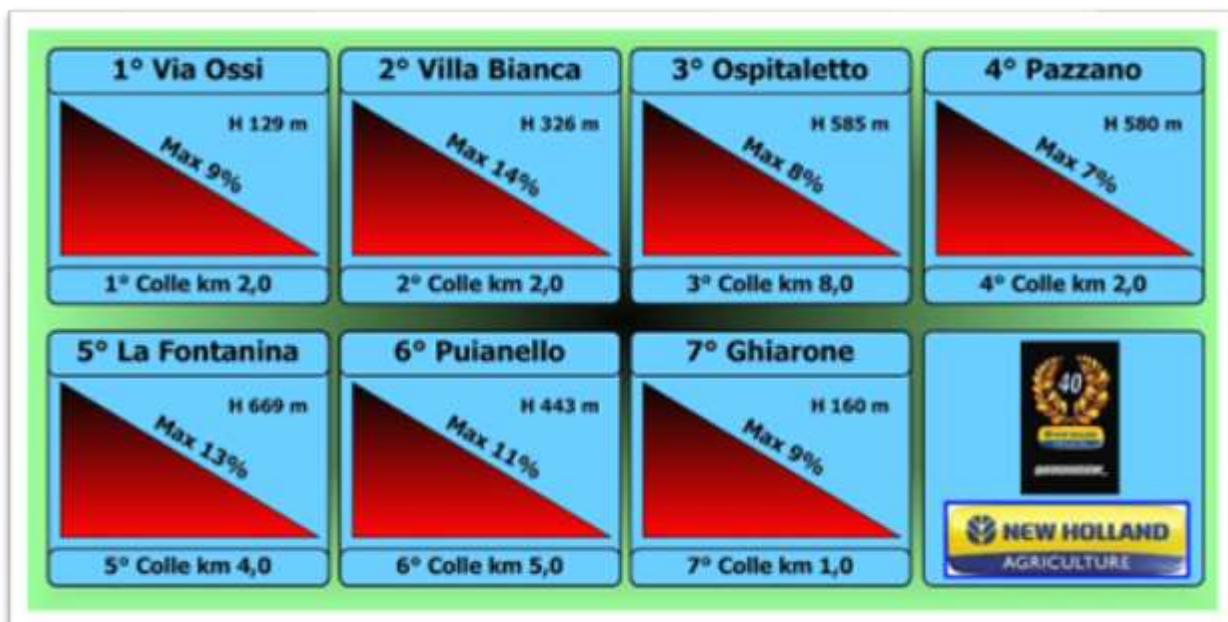 1° Via Ossi
H 129 m
Max 9%
1° Colle km 2,0
2° Villa Bianca
H 326 m
Max 14%
2° Colle km 2,0
3° Ospitaletto
H 585 m
Max 8%
3° Colle km 8,0
4° Pazzano
H 580 m
Max 7%
4° Colle km 2,0
5° La Fontanina
H 669 m
Max 13%
5° Colle km 4,0
6° Puianello
H 443 m
Max 11%
6° Colle km 5,0
7° Ghiarone
H 160 m
Max 9%
7° Colle km 1,0
40
NEW HOLLAND
AGRICULTURE